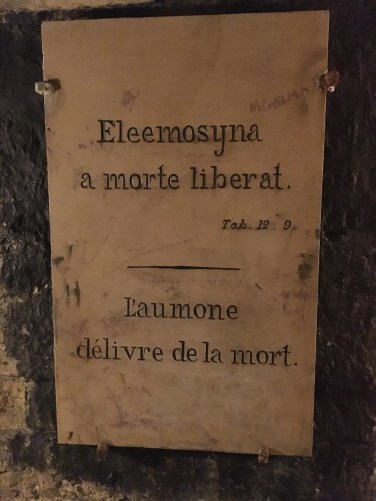 Eleemosyna
a morte liberat.
Tob. 12. 9.
L'aumone
délivre de la mort.